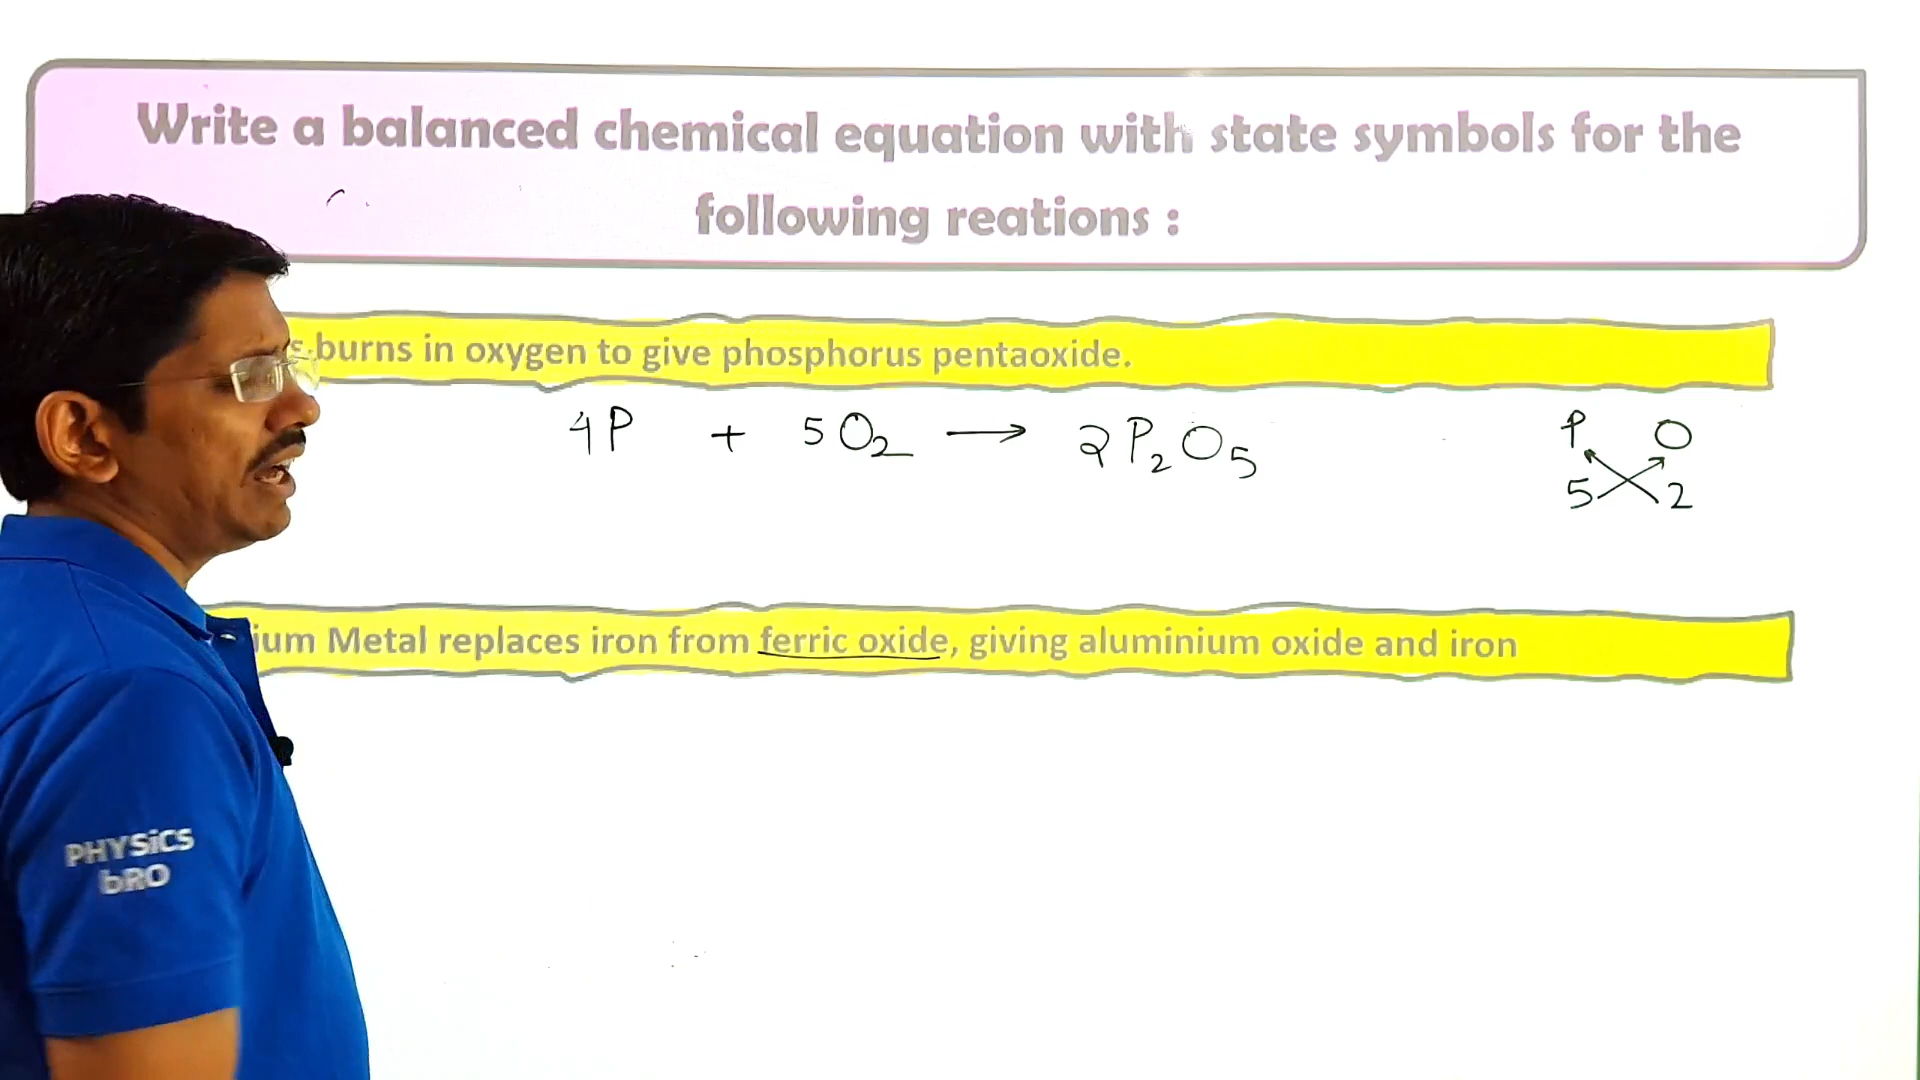 Write a balanced chemical equation with state symbols for the
following reations :
burns in oxygen to give phosphorus pentaoxide.
4P + 5O₂ → 2P₂O₅
P O
5 2
Metal replaces iron from ferric oxide, giving aluminium oxide and iron
PHYSiCS
bRO